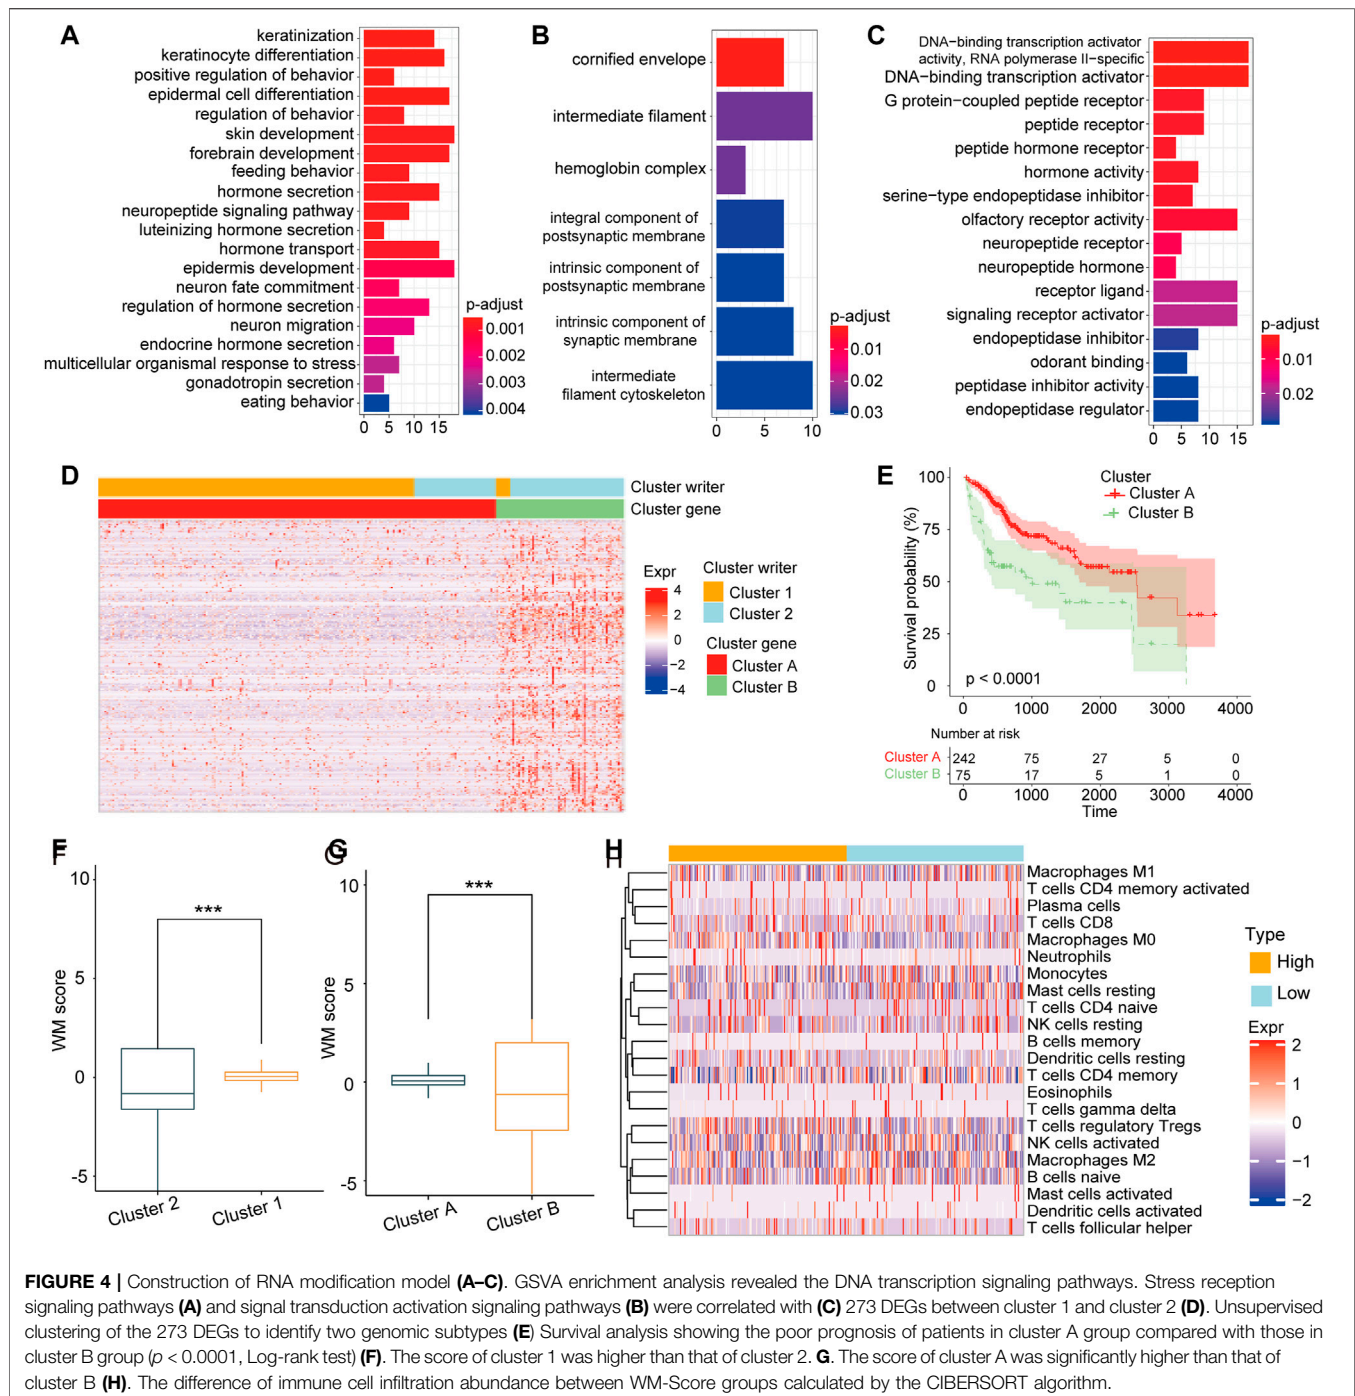 A
keratinization
keratinocyte differentiation
positive regulation of behavior
epidermal cell differentiation
regulation of behavior
skin development
forebrain development
feeding behavior
hormone secretion
neuropeptide signaling pathway
luteinizing hormone secretion
hormone transport
epidermis development
neuron fate commitment
regulation of hormone secretion
neuron migration
endocrine hormone secretion
multicellular organismal response to stress
gonadotropin secretion
eating behavior
0 5 10 15
p-adjust
0.001
0.002
0.003
0.004
B
cornified envelope
intermediate filament
hemoglobin complex
integral component of
postsynaptic membrane
intrinsic component of
postsynaptic membrane
intrinsic component of
synaptic membrane
intermediate
filament cytoskeleton
0 5 10
p-adjust
0.01
0.02
0.03
C
DNA−binding transcription activator
activity, RNA polymerase II−specific
DNA−binding transcription activator
G protein−coupled peptide receptor
peptide receptor
peptide hormone receptor
hormone activity
serine−type endopeptidase inhibitor
olfactory receptor activity
neuropeptide receptor
neuropeptide hormone
receptor ligand
signaling receptor activator
endopeptidase inhibitor
odorant binding
peptidase inhibitor activity
endopeptidase regulator
0 5 10 15
p-adjust
0.01
0.02
D
Cluster writer
Cluster gene
Expr
4
2
0
−2
−4
Cluster writer
Cluster 1
Cluster 2
Cluster gene
Cluster A
Cluster B
E
Survival probability (%)
100
75
50
25
0
Cluster
Cluster A
Cluster B
p < 0.0001
0 1000 2000 3000 4000
Number at risk
Cluster A 242 75 27 5 0
Cluster B 75 17 5 1 0
0 1000 2000 3000 4000
Time
F
WM score
10
5
0
-5
***
Cluster 2 Cluster 1
G
WM score
10
5
0
-5
***
Cluster A Cluster B
H
Macrophages M1
T cells CD4 memory activated
Plasma cells
T cells CD8
Macrophages M0
Neutrophils
Monocytes
Mast cells resting
T cells CD4 naive
NK cells resting
B cells memory
Dendritic cells resting
T cells CD4 memory
Eosinophils
T cells gamma delta
T cells regulatory Tregs
NK cells activated
Macrophages M2
B cells naive
Mast cells activated
Dendritic cells activated
T cells follicular helper
Type
High
Low
Expr
2
1
0
−1
−2
FIGURE 4 | Construction of RNA modification model (A–C). GSVA enrichment analysis revealed the DNA transcription signaling pathways. Stress reception
signaling pathways (A) and signal transduction activation signaling pathways (B) were correlated with (C) 273 DEGs between cluster 1 and cluster 2 (D). Unsupervised
clustering of the 273 DEGs to identify two genomic subtypes (E) Survival analysis showing the poor prognosis of patients in cluster A group compared with those in
cluster B group (p < 0.0001, Log-rank test) (F). The score of cluster 1 was higher than that of cluster 2. G. The score of cluster A was significantly higher than that of
cluster B (H). The difference of immune cell infiltration abundance between WM-Score groups calculated by the CIBERSORT algorithm.